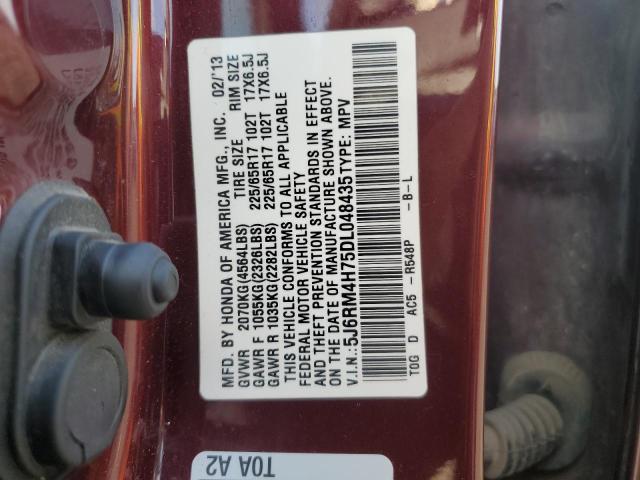 MFD. BY HONDA OF AMERICA MFG., INC. 02/'13
TIRE SIZE RIM SIZE
GVWR 2070KG(4564LBS)
GAWR F 1055KG(2326LBS) 225/65R17 102T 17X6.5J
GAWR R 1035KG(2282LBS) 225/65R17 102T 17X6.5J
THIS VEHICLE CONFORMS TO ALL APPLICABLE
FEDERAL MOTOR VEHICLE SAFETY
AND THEFT PREVENTION STANDARDS IN EFFECT
ON THE DATE OF MANUFACTURE SHOWN ABOVE.
V.I.N.:5J6RM4H75DL048435 TYPE: MPV
T0G D AC5 - R548P - B - L
T0A A2